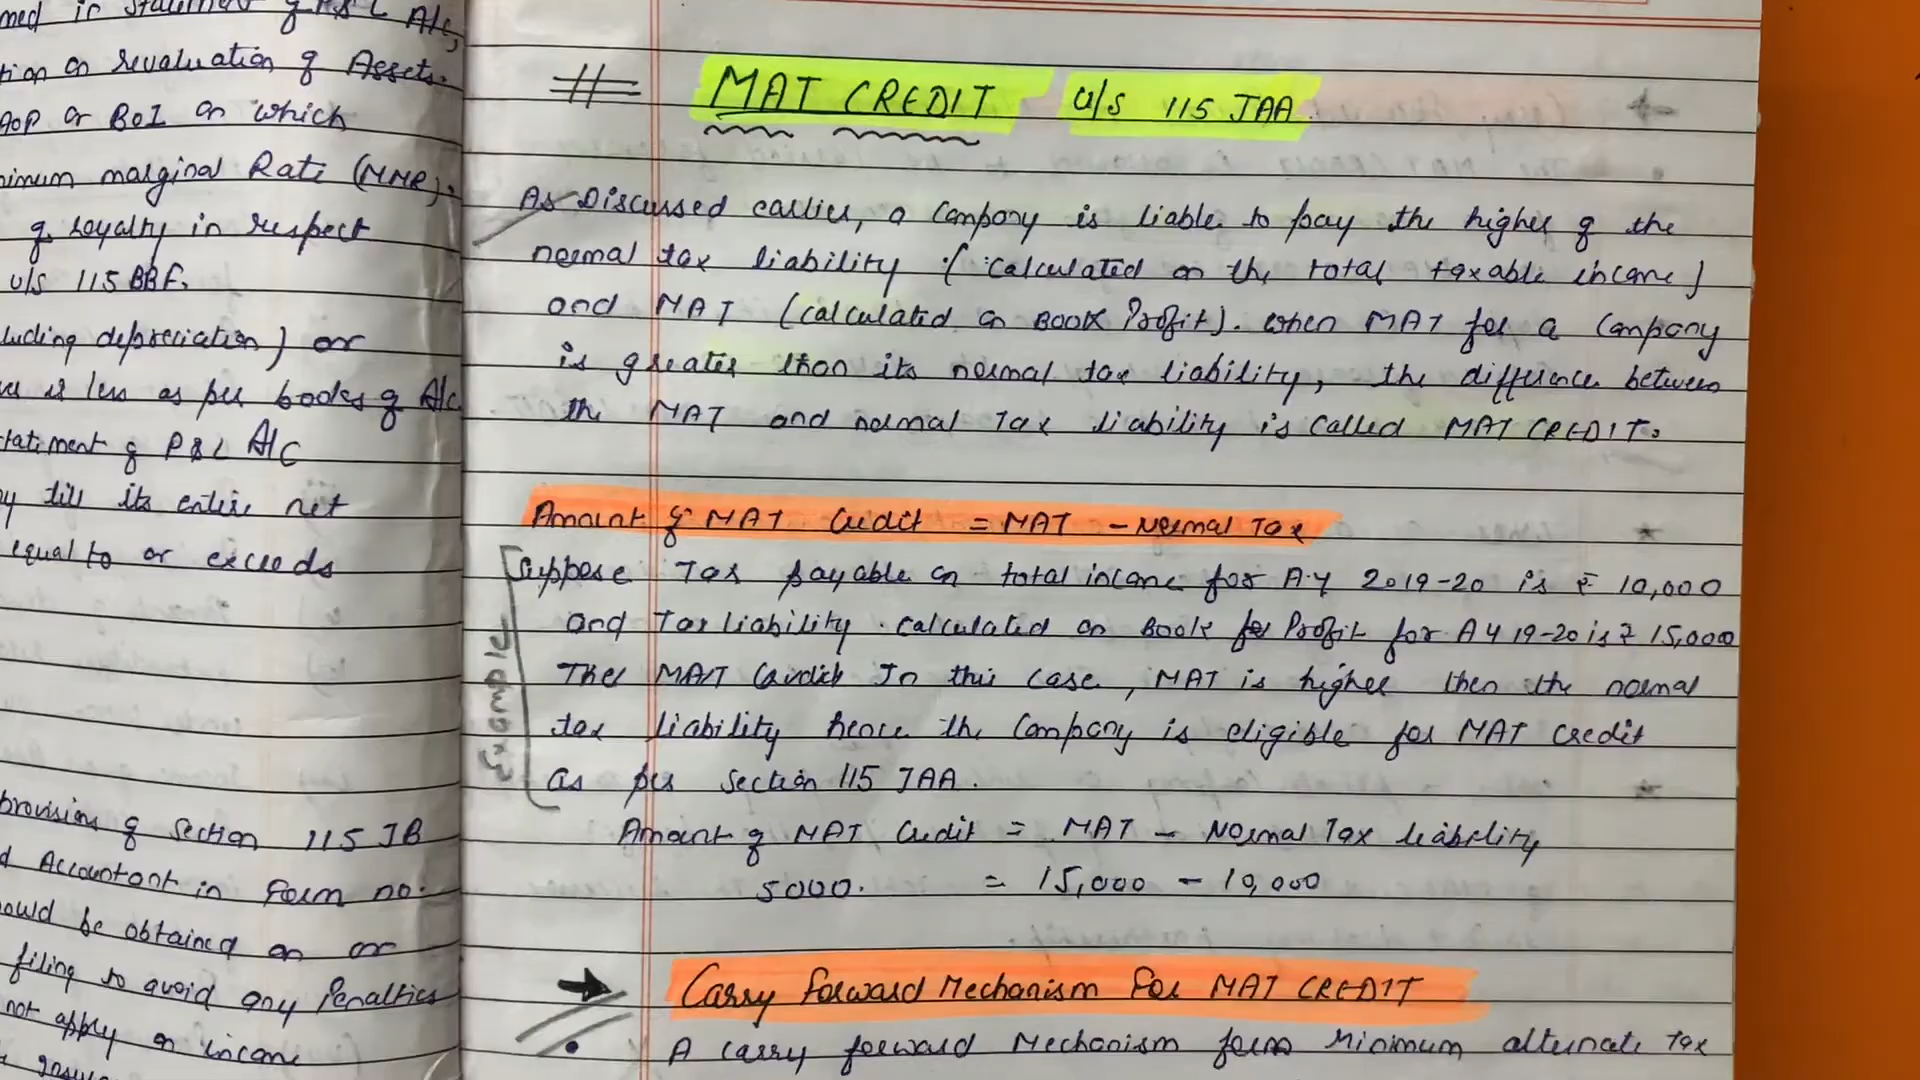 med in Statement of P&L A/c,
tion on revaluation of Assets.
AOP or BOI on which
nimum marginal Rate (MMR).
of royalty in respect
u/s 115 BBF.
luding depreciation) or
is less as per books of A/c
tatement of P&L A/C
y till its entire net
equal to or exceeds
provisions of Section 115 JB
d Accountant in Form no.
ould be obtained on or
filing to avoid any Penalties
not apply on income
# MAT CREDIT u/s 115 JAA
As Discussed earlier, a Company is liable to pay the higher of the
normal tax liability (calculated on the total taxable income)
and MAT (calculated on BOOK Profit). when MAT for a Company
is greater than its normal tax liability, the difference between
the MAT and normal Tax liability is called MAT CREDIT.
Amount of MAT Credit = MAT - Normal Tax
Example
Suppose Tax payable on total income for A.Y 2019-20 is ₹ 10,000
and Tax liability calculated on Book Profit for A Y 19-20 is ₹ 15,000
The MAT Credit In this case, MAT is higher then the normal
tax liability hence the Company is eligible for MAT credit
as per Section 115 JAA.
Amount of MAT Credit = MAT - Normal Tax liability
5000. = 15,000 - 10,000
Carry Forward Mechanism For MAT CREDIT
• A carry forward Mechanism Minimum alternate Tax